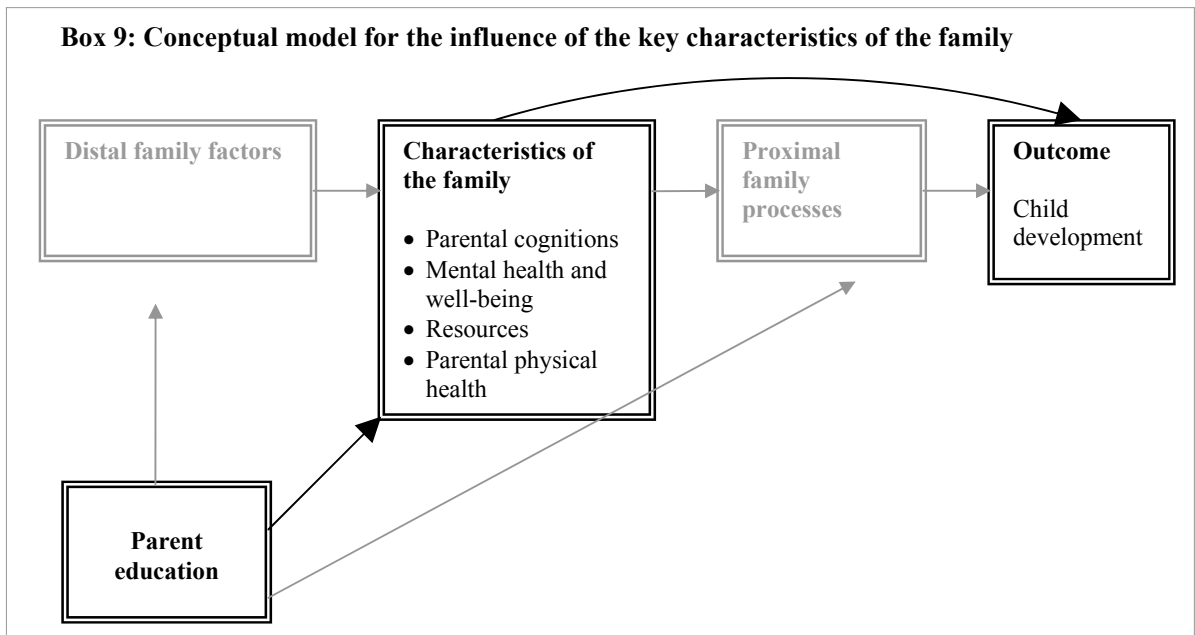 Box 9: Conceptual model for the influence of the key characteristics of the family
Distal family factors
Characteristics of
the family
• Parental cognitions
• Mental health and
well-being
• Resources
• Parental physical
health
Proximal
family
processes
Outcome
Child
development
Parent
education